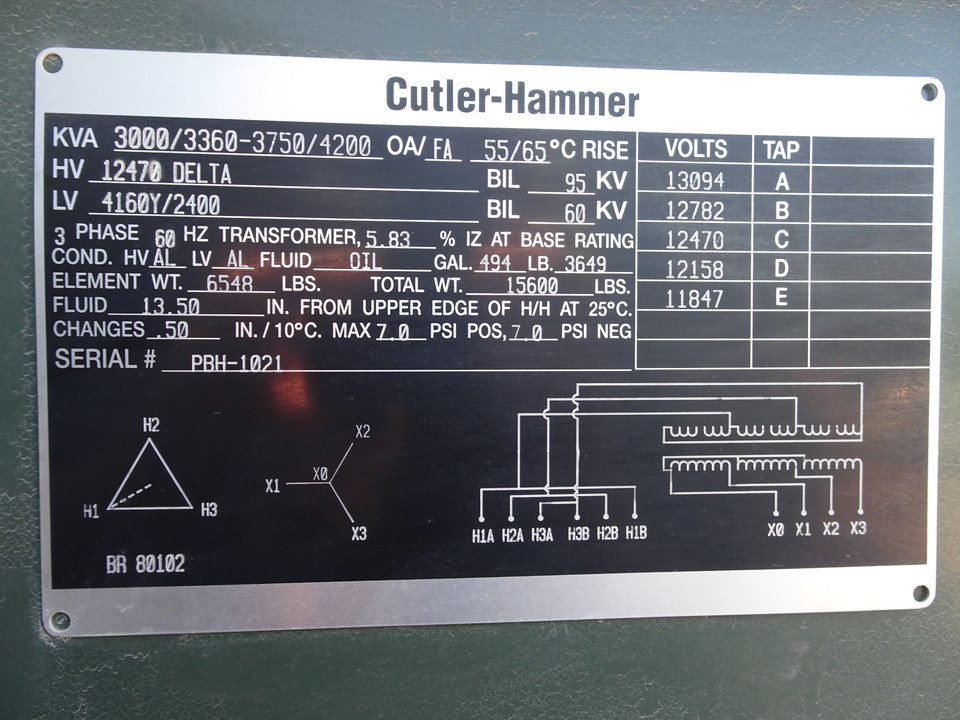 Cutler-Hammer
KVA 3000/3360-3750/4200 OA/ FA 55/65 °C RISE
HV 12470 DELTA BIL 95 KV
LV 4160Y/2400 BIL 60 KV
3 PHASE 60 HZ TRANSFORMER, 5.83 % IZ AT BASE RATING
COND. HV AL LV AL FLUID OIL GAL. 494 LB. 3649
ELEMENT WT. 6548 LBS. TOTAL WT. 15600 LBS.
FLUID 13.50 IN. FROM UPPER EDGE OF H/H AT 25°C.
CHANGES .50 IN./10°C. MAX 7.0 PSI POS, 7.0 PSI NEG
SERIAL # PBH-1021
VOLTS TAP
13094 A
12782 B
12470 C
12158 D
11847 E
H2
H1 H3
X2
X1 X0
X3
H1A H2A H3A H3B H2B H1B
X0 X1 X2 X3
BR 80102